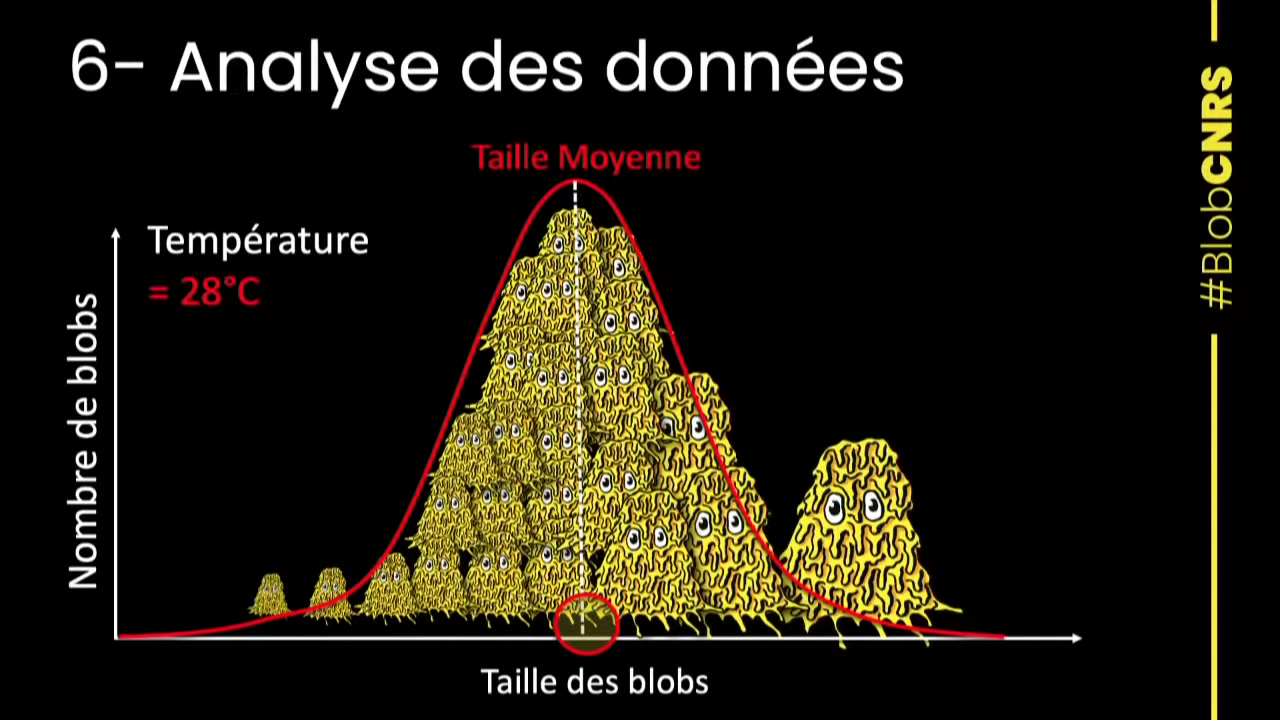 6- Analyse des données
Taille Moyenne
Température
= 28°C
Nombre de blobs
Taille des blobs
#BlobCNRS